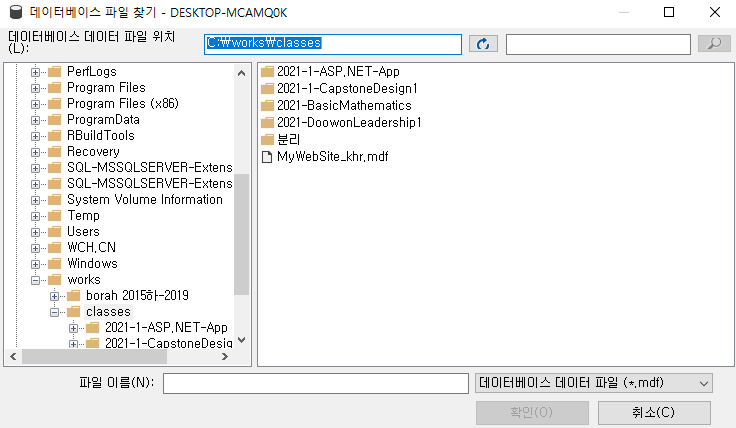 데이터베이스 파일 찾기 - DESKTOP-MCAMQ0K
데이터베이스 데이터 파일 위치
(L):
C:\works\classes
PerfLogs
Program Files
Program Files (x86)
ProgramData
RBuildTools
Recovery
SQL-MSSQLSERVER-Extens
SQL-MSSQLSERVER-Extens
System Volume Information
Temp
Users
WCH.CN
Windows
works
borah 2015하-2019
classes
2021-1-ASP.NET-App
2021-1-CapstoneDesig
2021-1-ASP.NET-App
2021-1-CapstoneDesign1
2021-BasicMathematics
2021-DoowonLeadership1
분리
MyWebSite_khr.mdf
파일 이름(N):
데이터베이스 데이터 파일 (*.mdf)
확인(O)
취소(C)